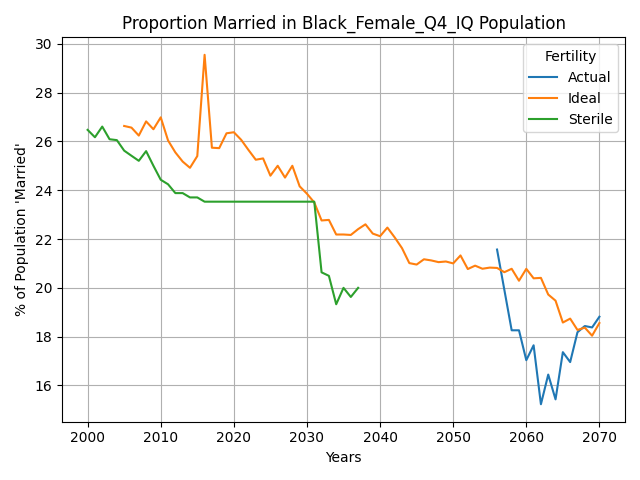 Proportion Married in Black_Female_Q4_IQ Population
30
28
26
24
22
20
18
16
% of Population 'Married'
2000
2010
2020
2030
2040
2050
2060
2070
Years
Fertility
Actual
Ideal
Sterile